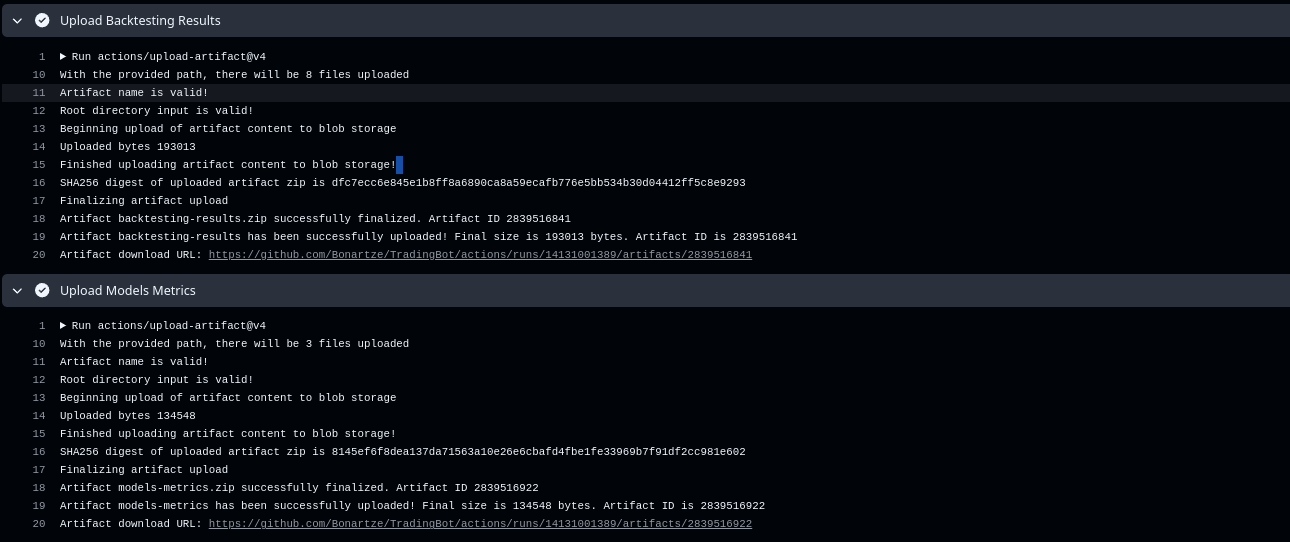 Upload Backtesting Results
1 ▶ Run actions/upload-artifact@v4
10 With the provided path, there will be 8 files uploaded
11 Artifact name is valid!
12 Root directory input is valid!
13 Beginning upload of artifact content to blob storage
14 Uploaded bytes 193013
15 Finished uploading artifact content to blob storage!
16 SHA256 digest of uploaded artifact zip is dfc7ecc6e845e1b8ff8a6890ca8a59ecafb776e5bb534b30d04412ff5c8e9293
17 Finalizing artifact upload
18 Artifact backtesting-results.zip successfully finalized. Artifact ID 2839516841
19 Artifact backtesting-results has been successfully uploaded! Final size is 193013 bytes. Artifact ID is 2839516841
20 Artifact download URL: https://github.com/Bonartze/TradingBot/actions/runs/14131001389/artifacts/2839516841
Upload Models Metrics
1 ▶ Run actions/upload-artifact@v4
10 With the provided path, there will be 3 files uploaded
11 Artifact name is valid!
12 Root directory input is valid!
13 Beginning upload of artifact content to blob storage
14 Uploaded bytes 134548
15 Finished uploading artifact content to blob storage!
16 SHA256 digest of uploaded artifact zip is 8145ef6f8dea137da71563a10e26e6cbafd4fbe1fe33969b7f91df2cc981e602
17 Finalizing artifact upload
18 Artifact models-metrics.zip successfully finalized. Artifact ID 2839516922
19 Artifact models-metrics has been successfully uploaded! Final size is 134548 bytes. Artifact ID is 2839516922
20 Artifact download URL: https://github.com/Bonartze/TradingBot/actions/runs/14131001389/artifacts/2839516922